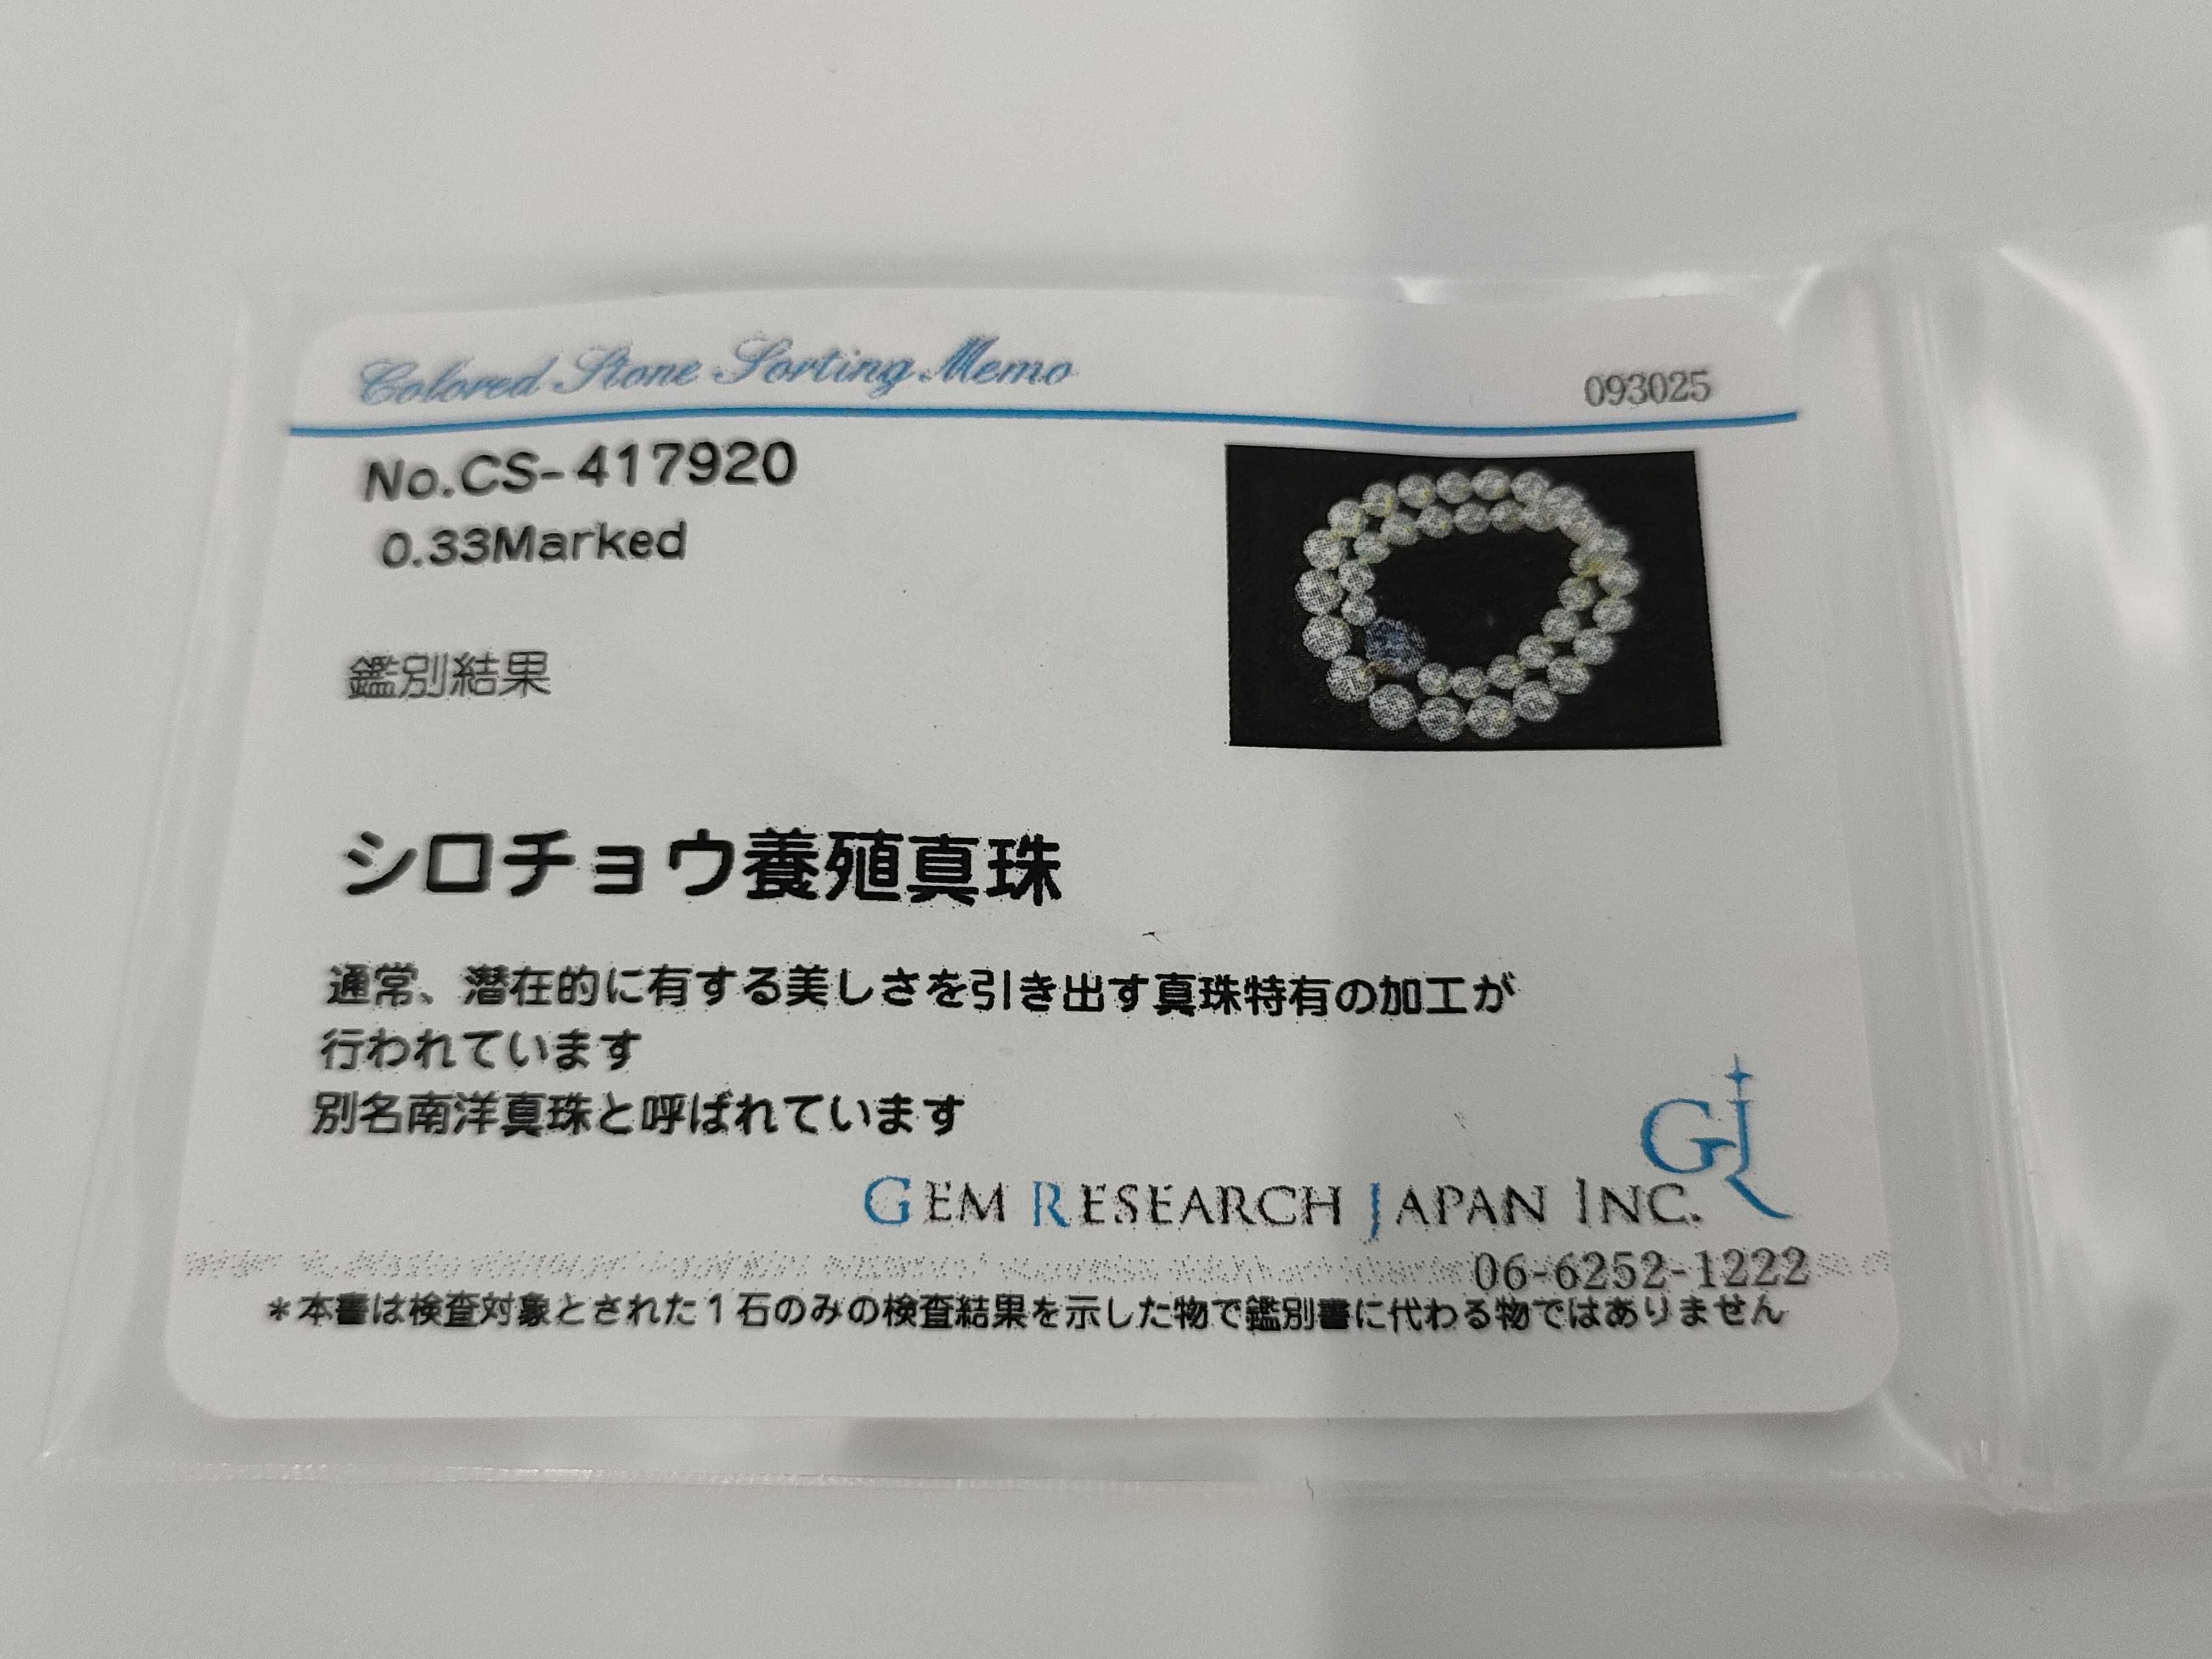 Colored Stone Sorting Memo
093025
No.CS-417920
0.33Marked
鑑別結果
シロチョウ養殖真珠
通常、潜在的に有する美しさを引き出す真珠特有の加工が
行われています
別名南洋真珠と呼ばれています
GRJ
GEM RESEARCH JAPAN INC.
06-6252-1222
*本書は検査対象とされた1石のみの検査結果を示した物で鑑別書に代わる物ではありません